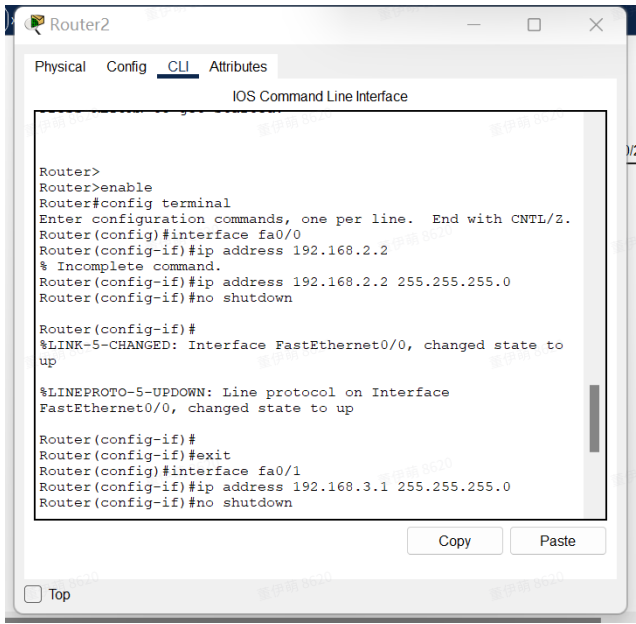 Router2
Physical Config CLI Attributes
IOS Command Line Interface
Router>
Router>enable
Router#config terminal
Enter configuration commands, one per line.  End with CNTL/Z.
Router(config)#interface fa0/0
Router(config-if)#ip address 192.168.2.2
% Incomplete command.
Router(config-if)#ip address 192.168.2.2 255.255.255.0
Router(config-if)#no shutdown
Router(config-if)#
%LINK-5-CHANGED: Interface FastEthernet0/0, changed state to
up
%LINEPROTO-5-UPDOWN: Line protocol on Interface
FastEthernet0/0, changed state to up
Router(config-if)#
Router(config-if)#exit
Router(config)#interface fa0/1
Router(config-if)#ip address 192.168.3.1 255.255.255.0
Router(config-if)#no shutdown
Copy Paste
Top